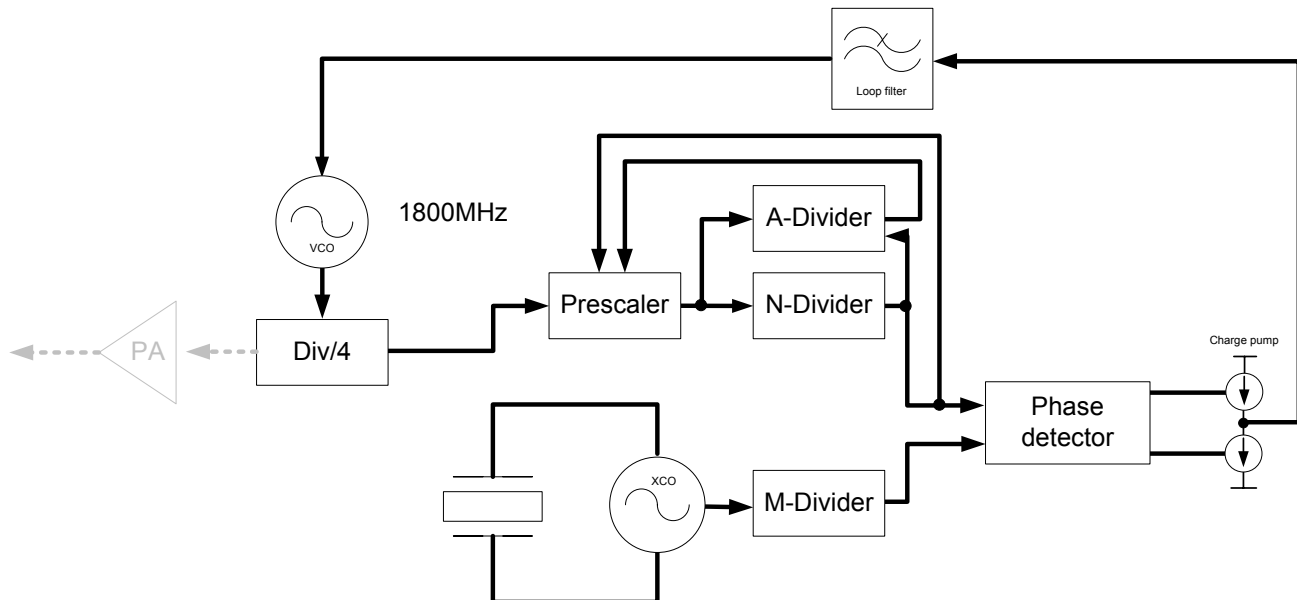 Loop filter
1800MHz
VCO
A-Divider
Prescaler
N-Divider
PA
Div/4
Charge pump
Phase
detector
XCO
M-Divider